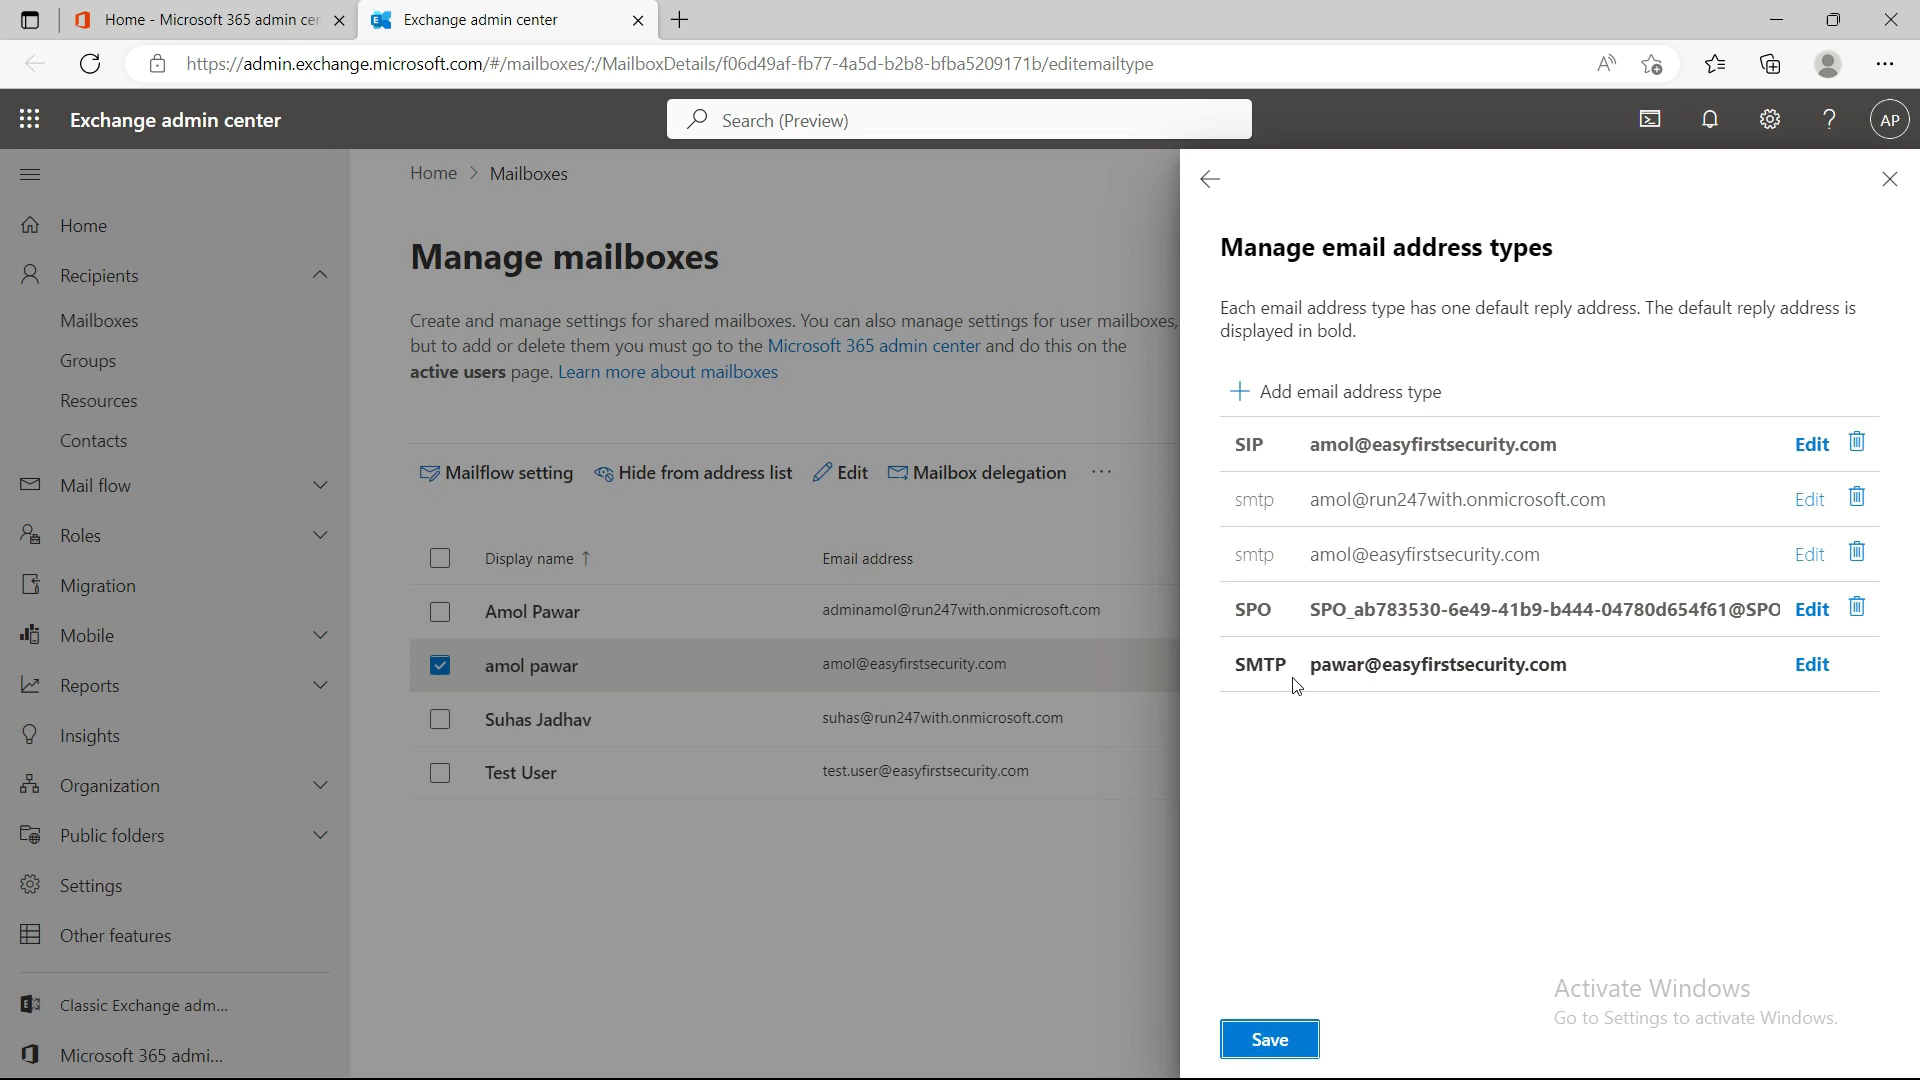 Home - Microsoft 365 admin cen
Exchange admin center
https://admin.exchange.microsoft.com/#/mailboxes/:/MailboxDetails/f06d49af-fb77-4a5d-b2b8-bfba5209171b/editemailtype
Exchange admin center
Search (Preview)
AP
Home
Recipients
Mailboxes
Groups
Resources
Contacts
Mail flow
Roles
Migration
Mobile
Reports
Insights
Organization
Public folders
Settings
Other features
Classic Exchange adm...
Microsoft 365 admi...
Home > Mailboxes
Manage mailboxes
Create and manage settings for shared mailboxes. You can also manage settings for user mailboxes,
but to add or delete them you must go to the Microsoft 365 admin center and do this on the
active users page. Learn more about mailboxes
Mailflow setting Hide from address list Edit Mailbox delegation ...
Display name ↑ Email address
Amol Pawar adminamol@run247with.onmicrosoft.com
amol pawar amol@easyfirstsecurity.com
Suhas Jadhav suhas@run247with.onmicrosoft.com
Test User test.user@easyfirstsecurity.com
Manage email address types
Each email address type has one default reply address. The default reply address is
displayed in bold.
+ Add email address type
SIP amol@easyfirstsecurity.com Edit
smtp amol@run247with.onmicrosoft.com Edit
smtp amol@easyfirstsecurity.com Edit
SPO SPO_ab783530-6e49-41b9-b444-04780d654f61@SPO Edit
SMTP pawar@easyfirstsecurity.com Edit
Activate Windows
Go to Settings to activate Windows.
Save